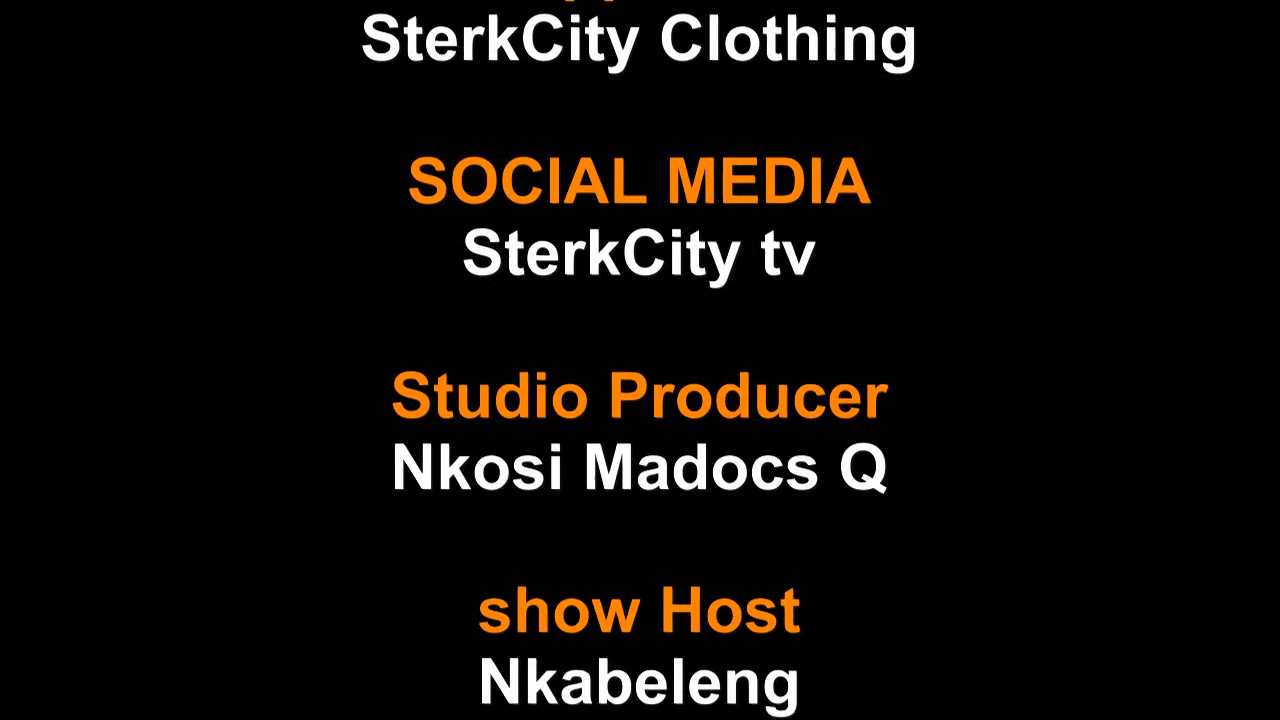 SterkCity Clothing
SOCIAL MEDIA
SterkCity tv
Studio Producer
Nkosi Madocs Q
show Host
Nkabeleng